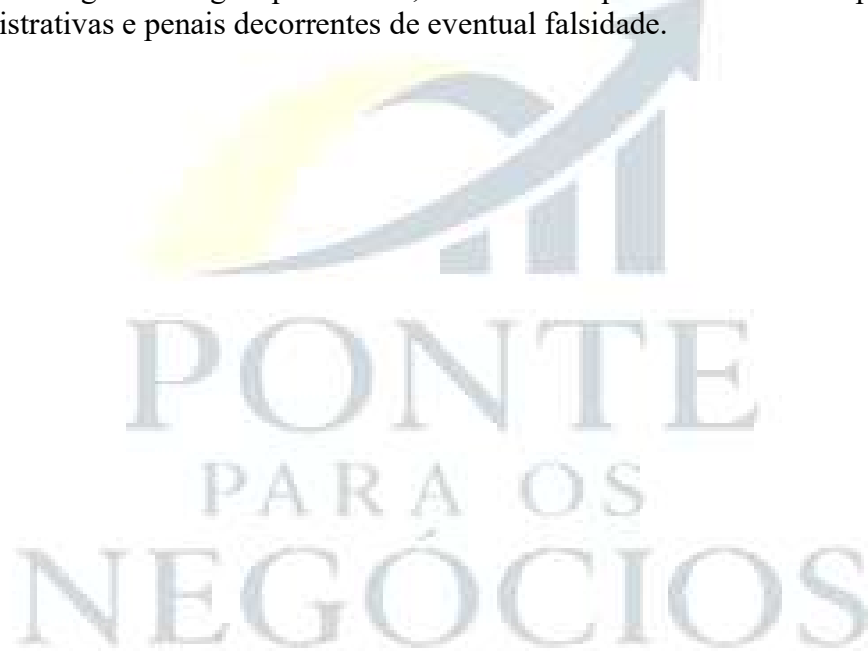 istrativas e penais decorrentes de eventual falsidade.
PONTE
PARA OS
NEGÓCIOS